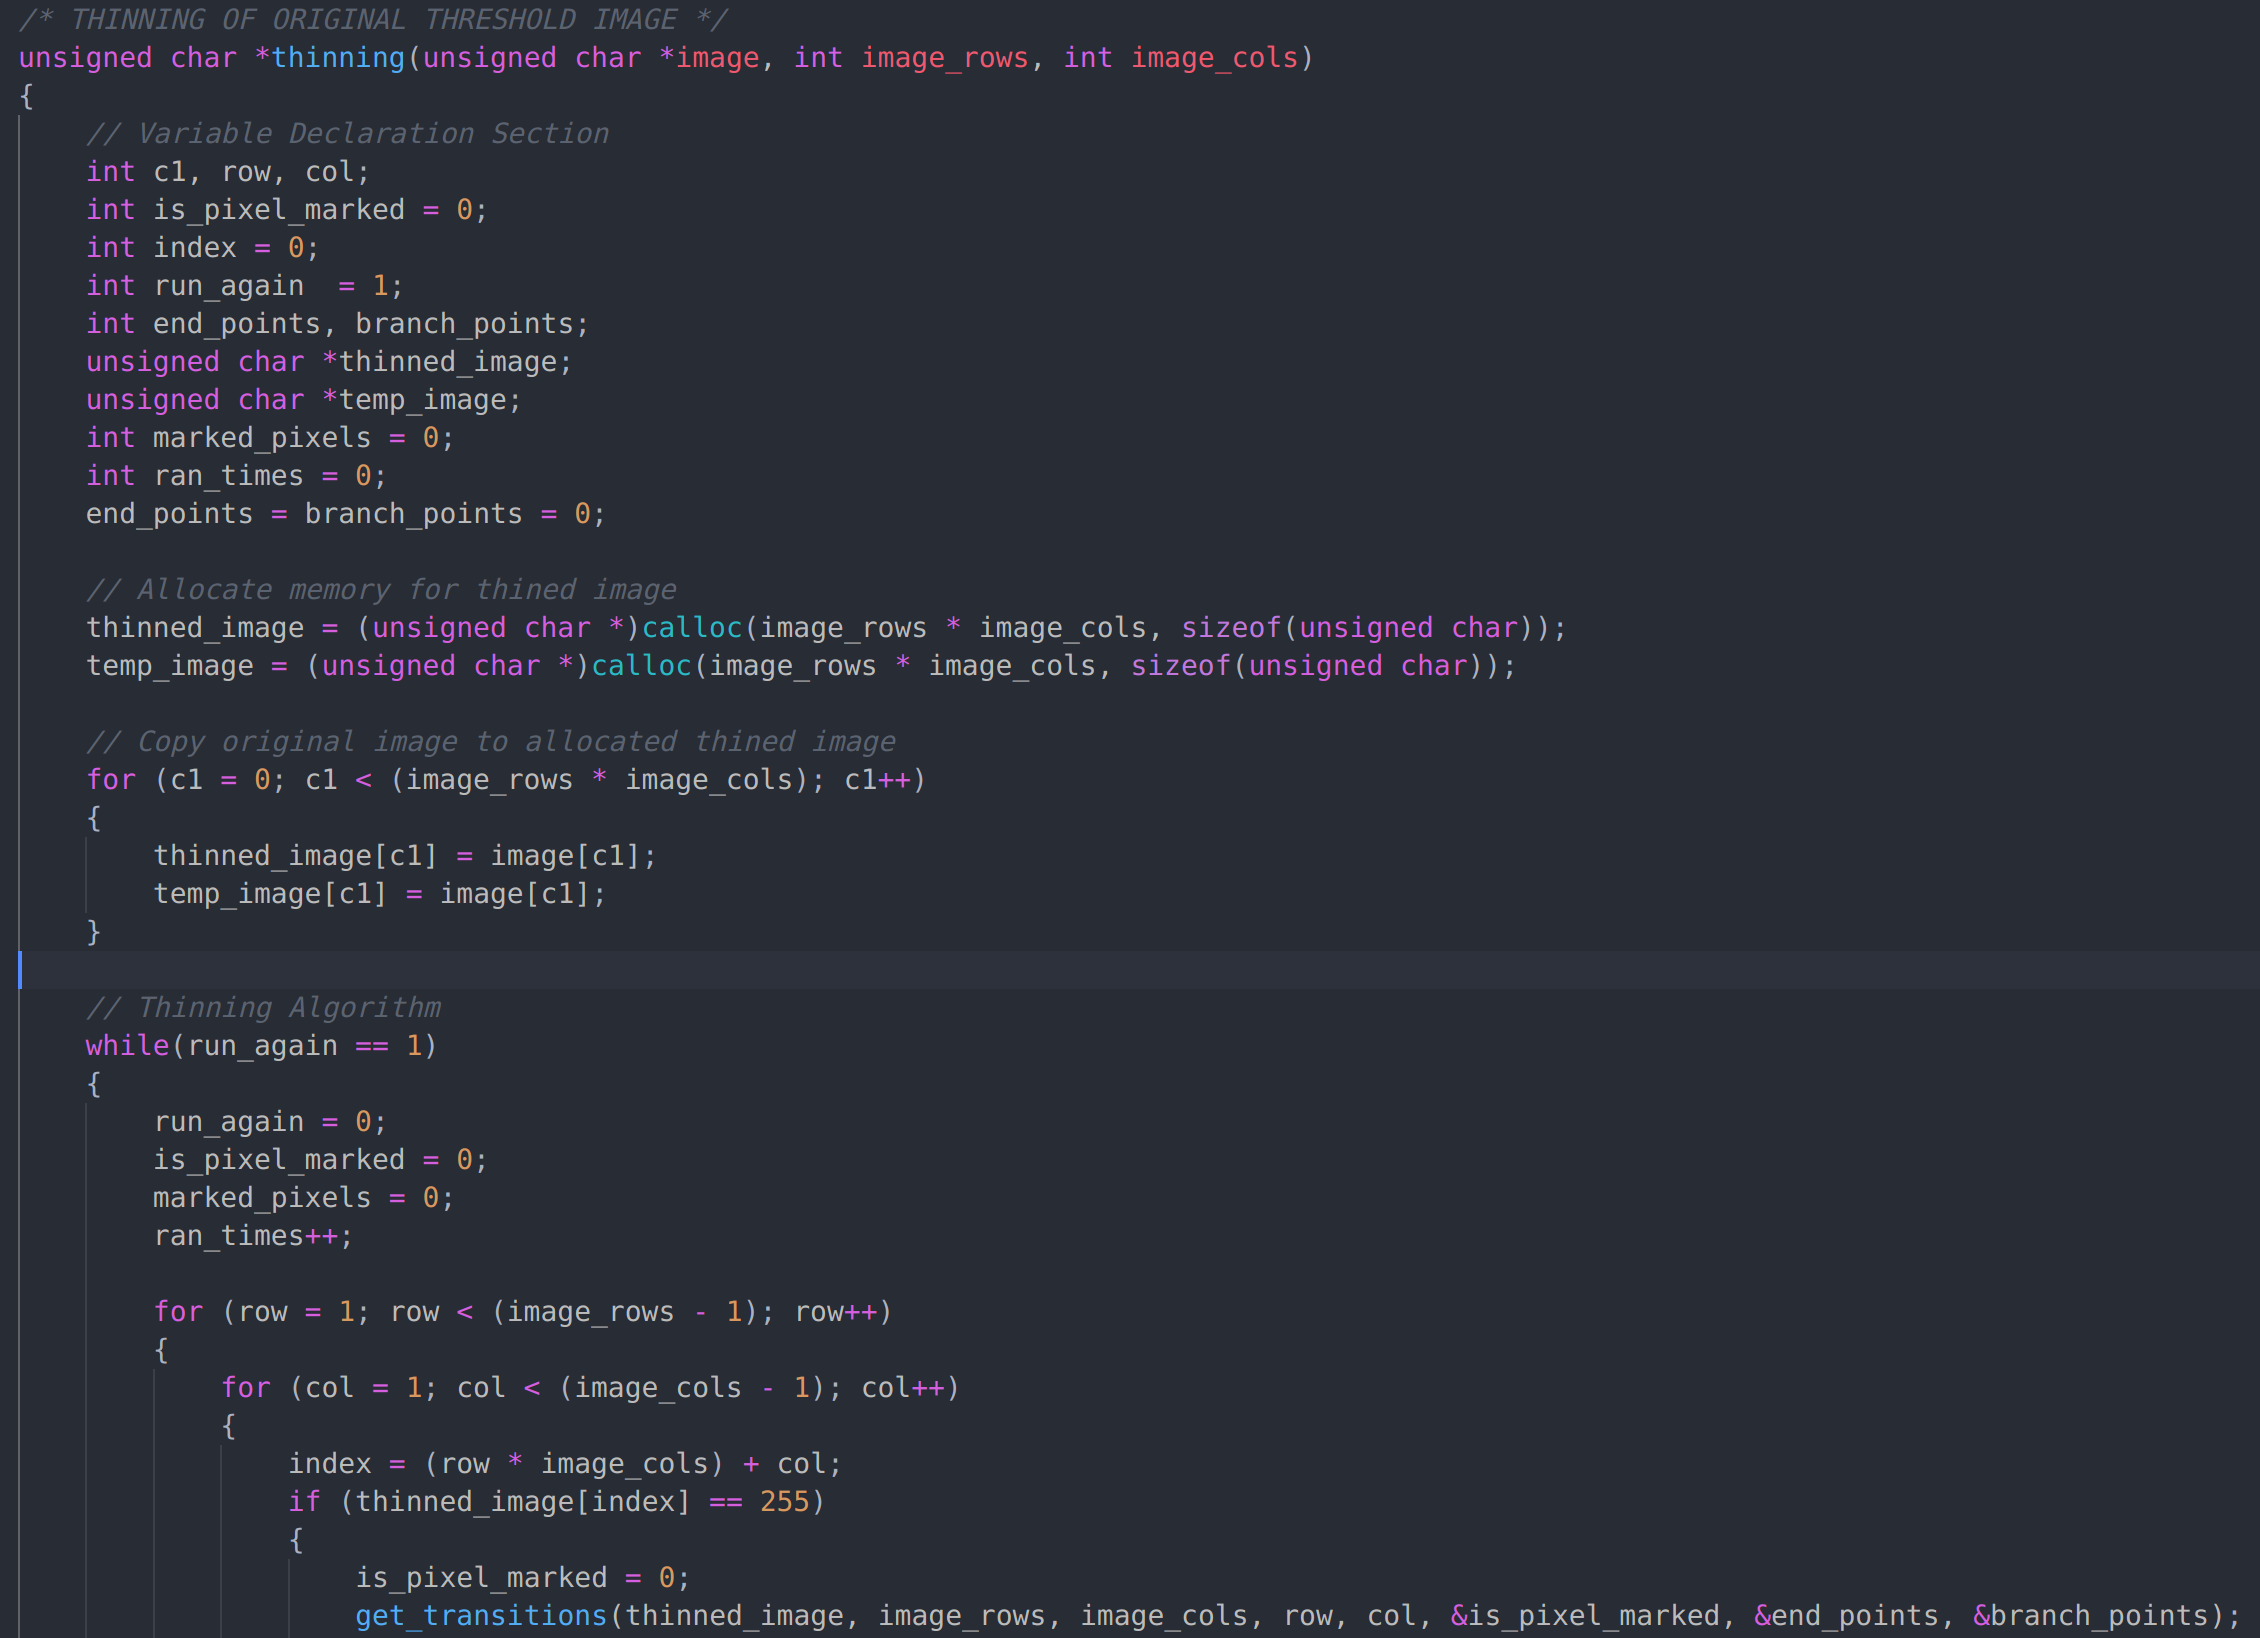 /* THINNING OF ORIGINAL THRESHOLD IMAGE */
unsigned char *thinning(unsigned char *image, int image_rows, int image_cols)
{
    // Variable Declaration Section
    int c1, row, col;
    int is_pixel_marked = 0;
    int index = 0;
    int run_again  = 1;
    int end_points, branch_points;
    unsigned char *thinned_image;
    unsigned char *temp_image;
    int marked_pixels = 0;
    int ran_times = 0;
    end_points = branch_points = 0;

    // Allocate memory for thined image
    thinned_image = (unsigned char *)calloc(image_rows * image_cols, sizeof(unsigned char));
    temp_image = (unsigned char *)calloc(image_rows * image_cols, sizeof(unsigned char));

    // Copy original image to allocated thined image
    for (c1 = 0; c1 < (image_rows * image_cols); c1++)
    {
        thinned_image[c1] = image[c1];
        temp_image[c1] = image[c1];
    }

    // Thinning Algorithm
    while(run_again == 1)
    {
        run_again = 0;
        is_pixel_marked = 0;
        marked_pixels = 0;
        ran_times++;

        for (row = 1; row < (image_rows - 1); row++)
        {
            for (col = 1; col < (image_cols - 1); col++)
            {
                index = (row * image_cols) + col;
                if (thinned_image[index] == 255)
                {
                    is_pixel_marked = 0;
                    get_transitions(thinned_image, image_rows, image_cols, row, col, &is_pixel_marked, &end_points, &branch_points);